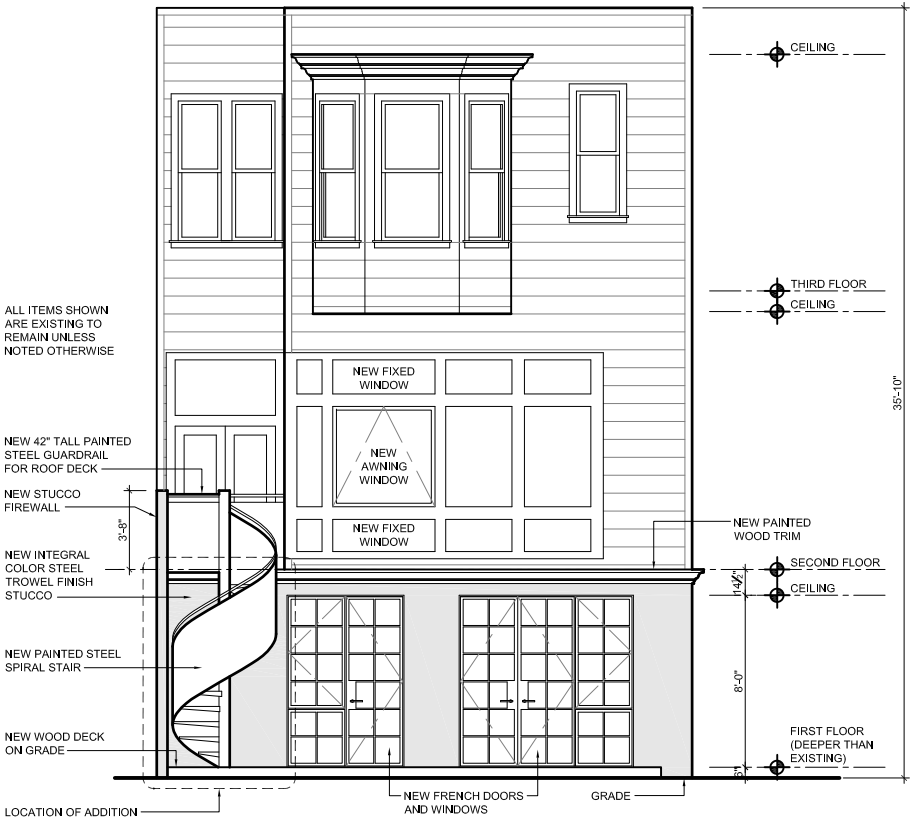 CEILING
THIRD FLOOR
CEILING
35'-10"
ALL ITEMS SHOWN
ARE EXISTING TO
REMAIN UNLESS
NOTED OTHERWISE
NEW FIXED
WINDOW
NEW
AWNING
WINDOW
NEW FIXED
WINDOW
NEW 42" TALL PAINTED
STEEL GUARDRAIL
FOR ROOF DECK
NEW STUCCO
FIREWALL
3'-8"
NEW INTEGRAL
COLOR STEEL
TROWEL FINISH
STUCCO
NEW PAINTED STEEL
SPIRAL STAIR
NEW WOOD DECK
ON GRADE
LOCATION OF ADDITION
NEW PAINTED
WOOD TRIM
SECOND FLOOR
14½"
CEILING
8'-0"
FIRST FLOOR
(DEEPER THAN
EXISTING)
6"
NEW FRENCH DOORS
AND WINDOWS
GRADE